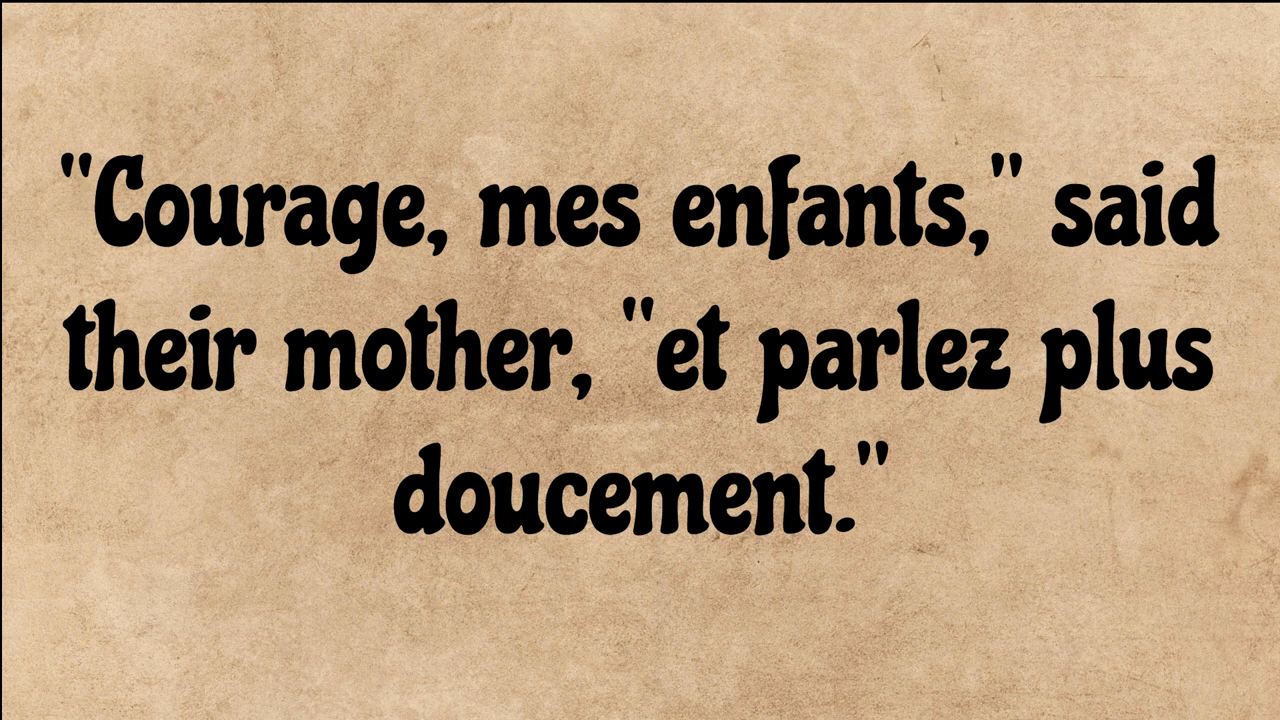 "Courage, mes enfants," said
their mother, "et parlez plus
doucement."